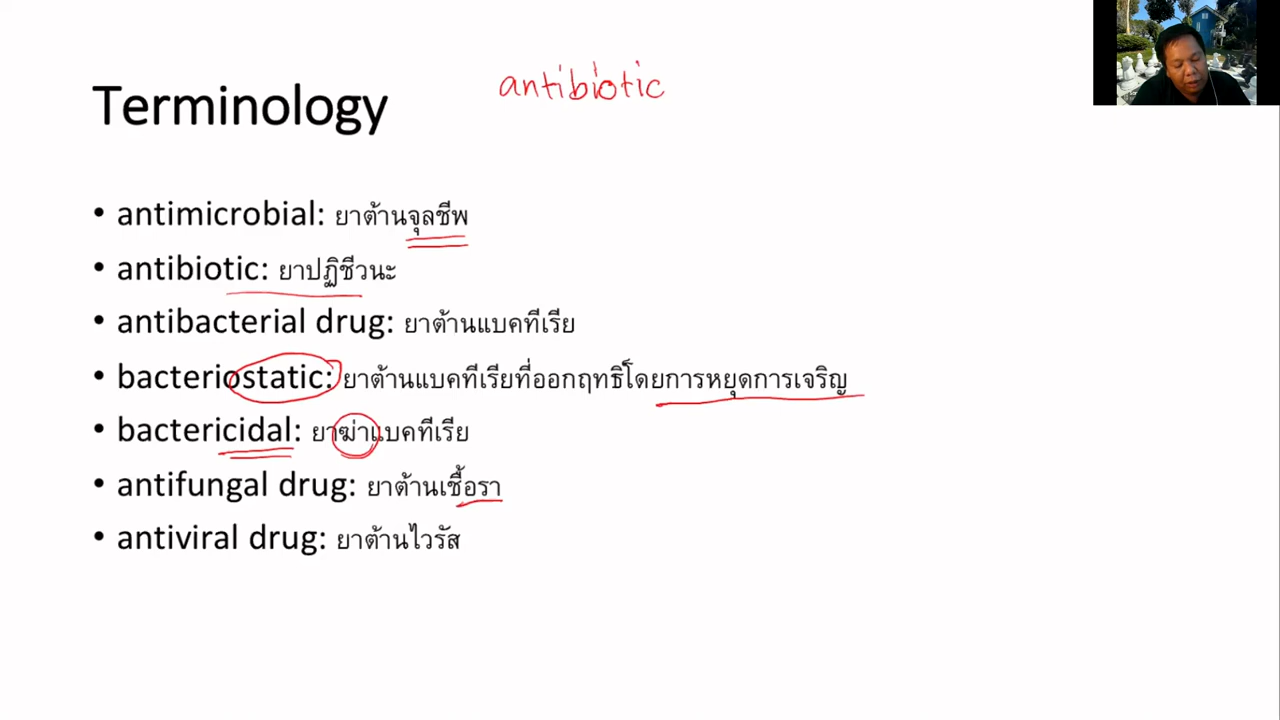 Terminology
antibiotic
• antimicrobial: ยาต้านจุลชีพ
• antibiotic: ยาปฏิชีวนะ
• antibacterial drug: ยาต้านแบคทีเรีย
• bacteriostatic: ยาต้านแบคทีเรียที่ออกฤทธิ์โดยการหยุดการเจริญ
• bactericidal: ยาฆ่าแบคทีเรีย
• antifungal drug: ยาต้านเชื้อรา
• antiviral drug: ยาต้านไวรัส